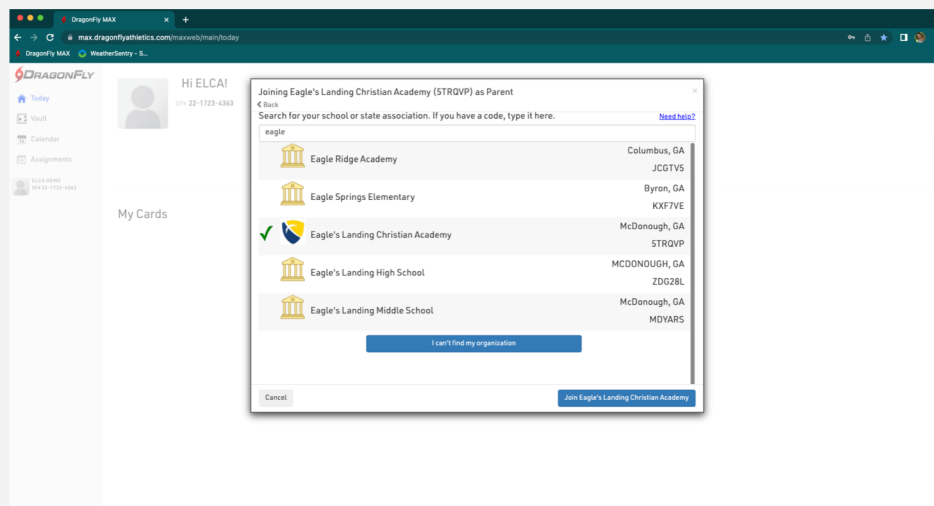 DragonFly MAX
max.dragonflyathletics.com/maxweb/main/today
DragonFly MAX
WeatherSentry - S...
DRAGONFLY
Today
Vault
Calendar
Assignments
ELCA DEMO
DF# 22-1723-4363
Hi ELCA!
DF# 22-1723-4363
My Cards
Joining Eagle's Landing Christian Academy (5TRQVP) as Parent
Back
Search for your school or state association. If you have a code, type it here. Need help?
eagle
Eagle Ridge Academy
Columbus, GA
JCGTV5
Eagle Springs Elementary
Byron, GA
KXF7VE
Eagle's Landing Christian Academy
McDonough, GA
5TRQVP
Eagle's Landing High School
MCDONOUGH, GA
ZDG28L
Eagle's Landing Middle School
McDonough, GA
MDYARS
I can't find my organization
Cancel
Join Eagle's Landing Christian Academy